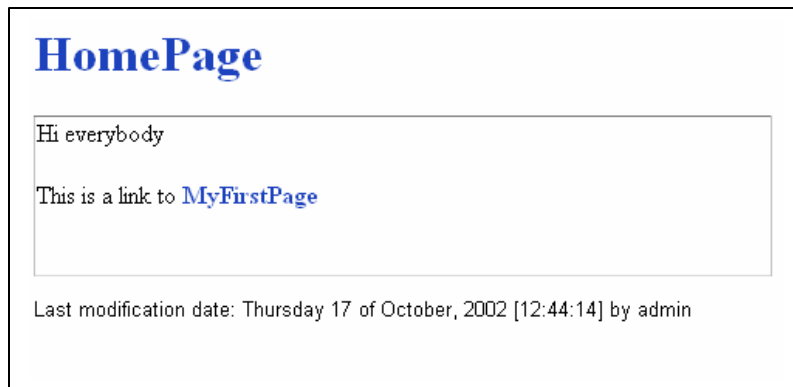 HomePage
Hi everybody
This is a link to MyFirstPage
Last modification date: Thursday 17 of October, 2002 [12:44:14] by admin